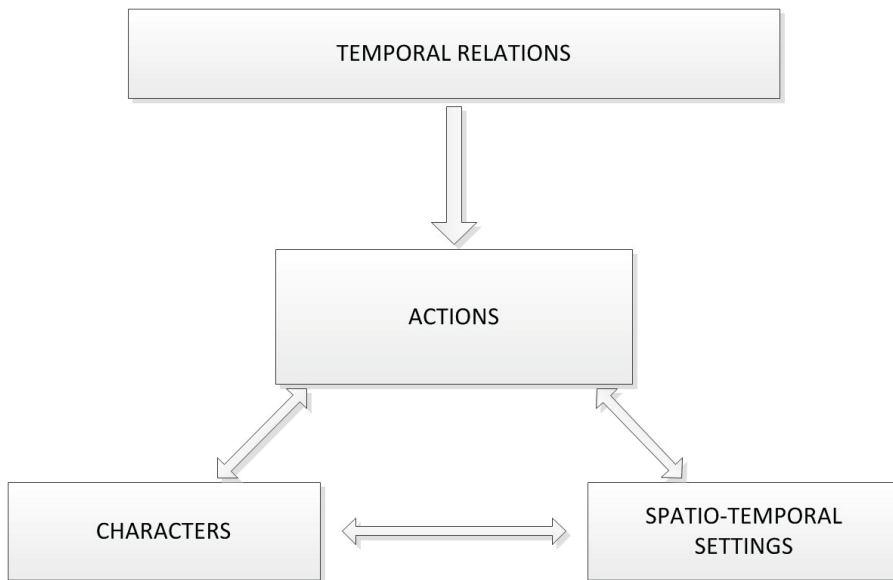 TEMPORAL RELATIONS
ACTIONS
CHARACTERS
SPATIO-TEMPORAL
SETTINGS